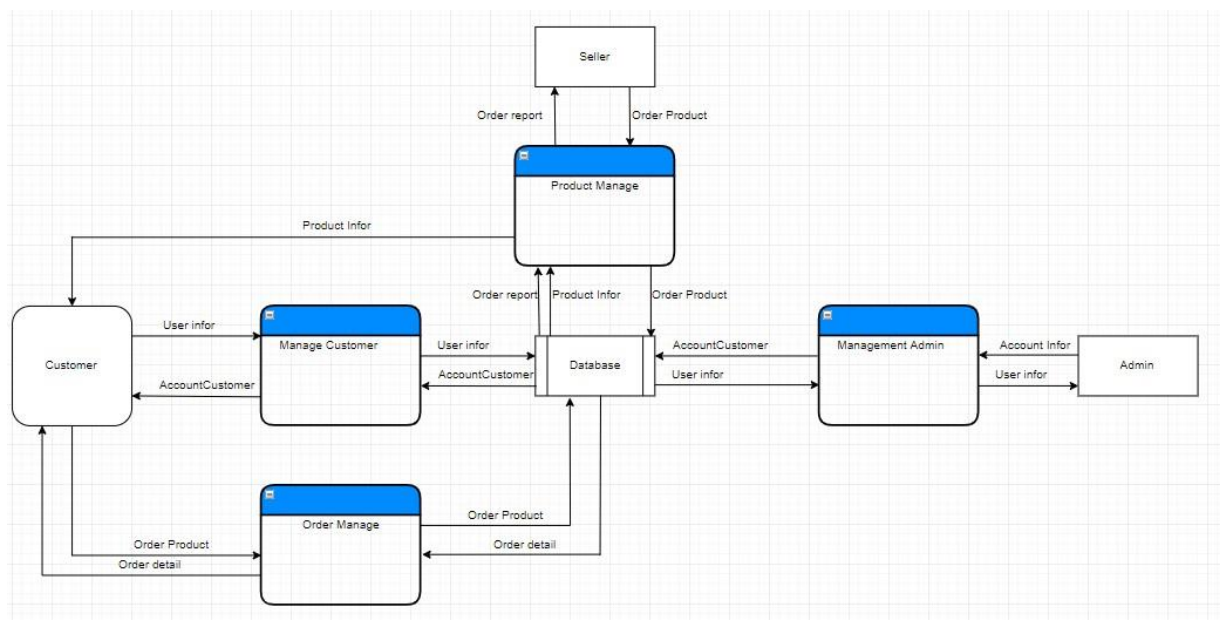 Seller
Order report
Order Product
Product Manage
Product Infor
Order report
Product Infor
Order Product
User infor
Manage Customer
User infor
AccountCustomer
Management Admin
Account Infor
Customer
Database
Admin
AccountCustomer
AccountCustomer
User infor
User infor
Order Product
Order Manage
Order Product
Order detail
Order detail